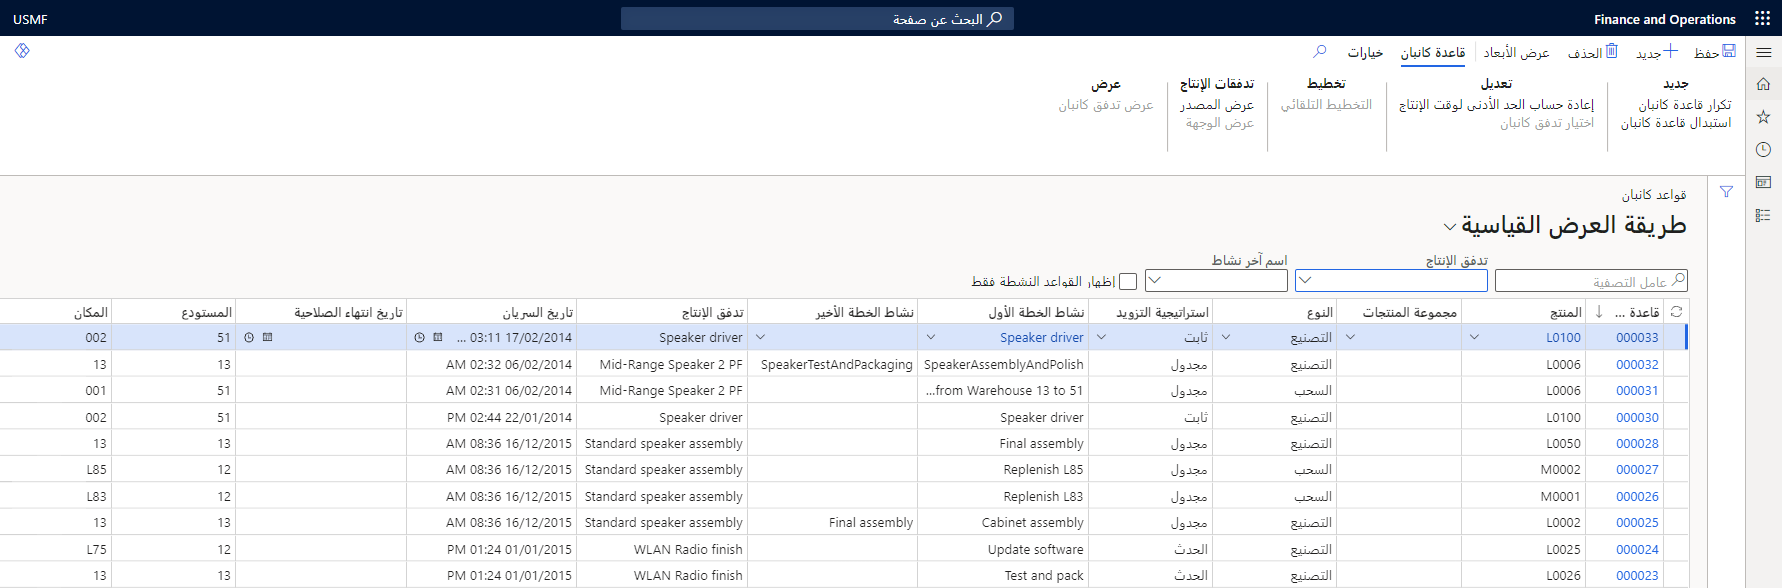 Finance and Operations
البحث عن صفحة
USMF
حفظ
جديد
الحذف
عرض الأبعاد
قاعدة كانبان
خيارات
جديد
تكرار قاعدة كانبان
استبدال قاعدة كانبان
تعديل
إعادة حساب الحد الأدنى لوقت الإنتاج
اختيار تدفق كانبان
تخطيط
التخطيط التلقائي
تدفقات الإنتاج
عرض المصدر
عرض الوجهة
عرض
عرض تدفق كانبان
قواعد كانبان
طريقة العرض القياسية
عامل التصفية
تدفق الإنتاج
اسم آخر نشاط
إظهار القواعد النشطة فقط
قاعدة ... المنتج مجموعة المنتجات النوع استراتيجية التزويد نشاط الخطة الأول نشاط الخطة الأخير تدفق الإنتاج تاريخ السريان تاريخ انتهاء الصلاحية المستودع المكان
000033 L0100 التصنيع ثابت Speaker driver Speaker driver 17/02/2014 03:11 ... 51 002
000032 L0006 التصنيع مجدول SpeakerAssemblyAndPolish SpeakerTestAndPackaging Mid-Range Speaker 2 PF 06/02/2014 02:32 AM 13 13
000031 L0006 السحب مجدول ...from Warehouse 13 to 51 Mid-Range Speaker 2 PF 06/02/2014 02:31 AM 51 001
000030 L0100 التصنيع ثابت Speaker driver Speaker driver 22/01/2014 02:44 PM 51 002
000028 L0050 التصنيع مجدول Final assembly Standard speaker assembly 16/12/2015 08:36 AM 13 13
000027 M0002 السحب مجدول Replenish L85 Standard speaker assembly 16/12/2015 08:36 AM 12 L85
000026 M0001 السحب مجدول Replenish L83 Standard speaker assembly 16/12/2015 08:36 AM 12 L83
000025 L0002 التصنيع مجدول Cabinet assembly Final assembly Standard speaker assembly 16/12/2015 08:36 AM 13 13
000024 L0025 التصنيع الحدث Update software WLAN Radio finish 01/01/2015 01:24 PM 12 L75
000023 L0026 التصنيع الحدث Test and pack WLAN Radio finish 01/01/2015 01:24 PM 13 13